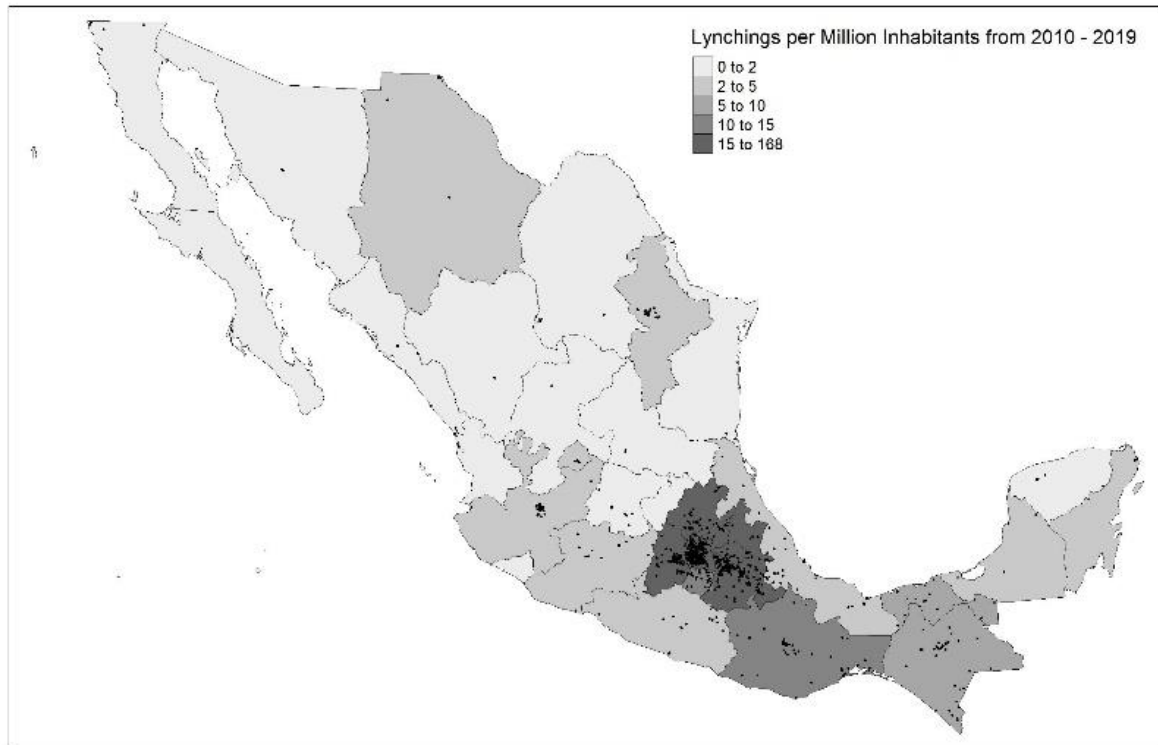 Lynchings per Million Inhabitants from 2010 - 2019
0 to 2
2 to 5
5 to 10
10 to 15
15 to 168